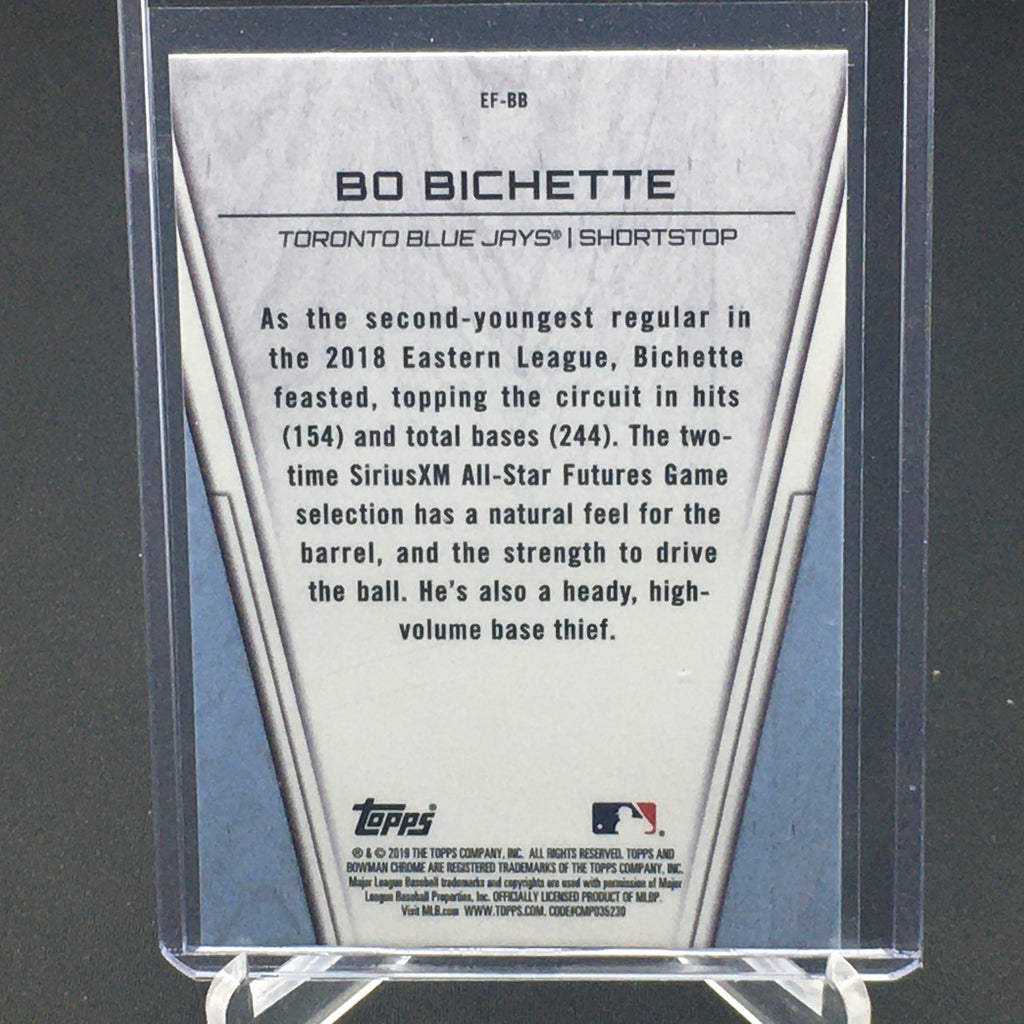 EF-BB
BO BICHETTE
TORONTO BLUE JAYS® | SHORTSTOP
As the second-youngest regular in
the 2018 Eastern League, Bichette
feasted, topping the circuit in hits
(154) and total bases (244). The two-
time SiriusXM All-Star Futures Game
selection has a natural feel for the
barrel, and the strength to drive
the ball. He's also a heady, high-
volume base thief.
Topps®
® & © 2019 THE TOPPS COMPANY, INC. ALL RIGHTS RESERVED. TOPPS AND
BOWMAN CHROME ARE REGISTERED TRADEMARKS OF THE TOPPS COMPANY, INC.
Major League Baseball trademarks and copyrights are used with permission of Major
League Baseball Properties, Inc. OFFICIALLY LICENSED PRODUCT OF MLBP.
Visit MLB.com WWW.TOPPS.COM. CODE#CMP035230